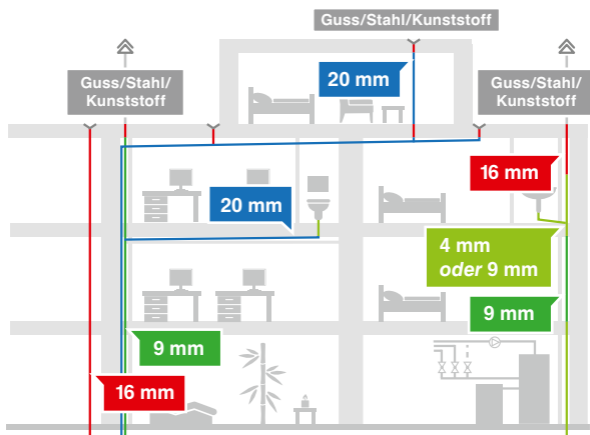 Guss/Stahl/Kunststoff
20 mm
Guss/Stahl/
Kunststoff
Guss/Stahl/
Kunststoff
16 mm
20 mm
4 mm
oder 9 mm
9 mm
9 mm
16 mm